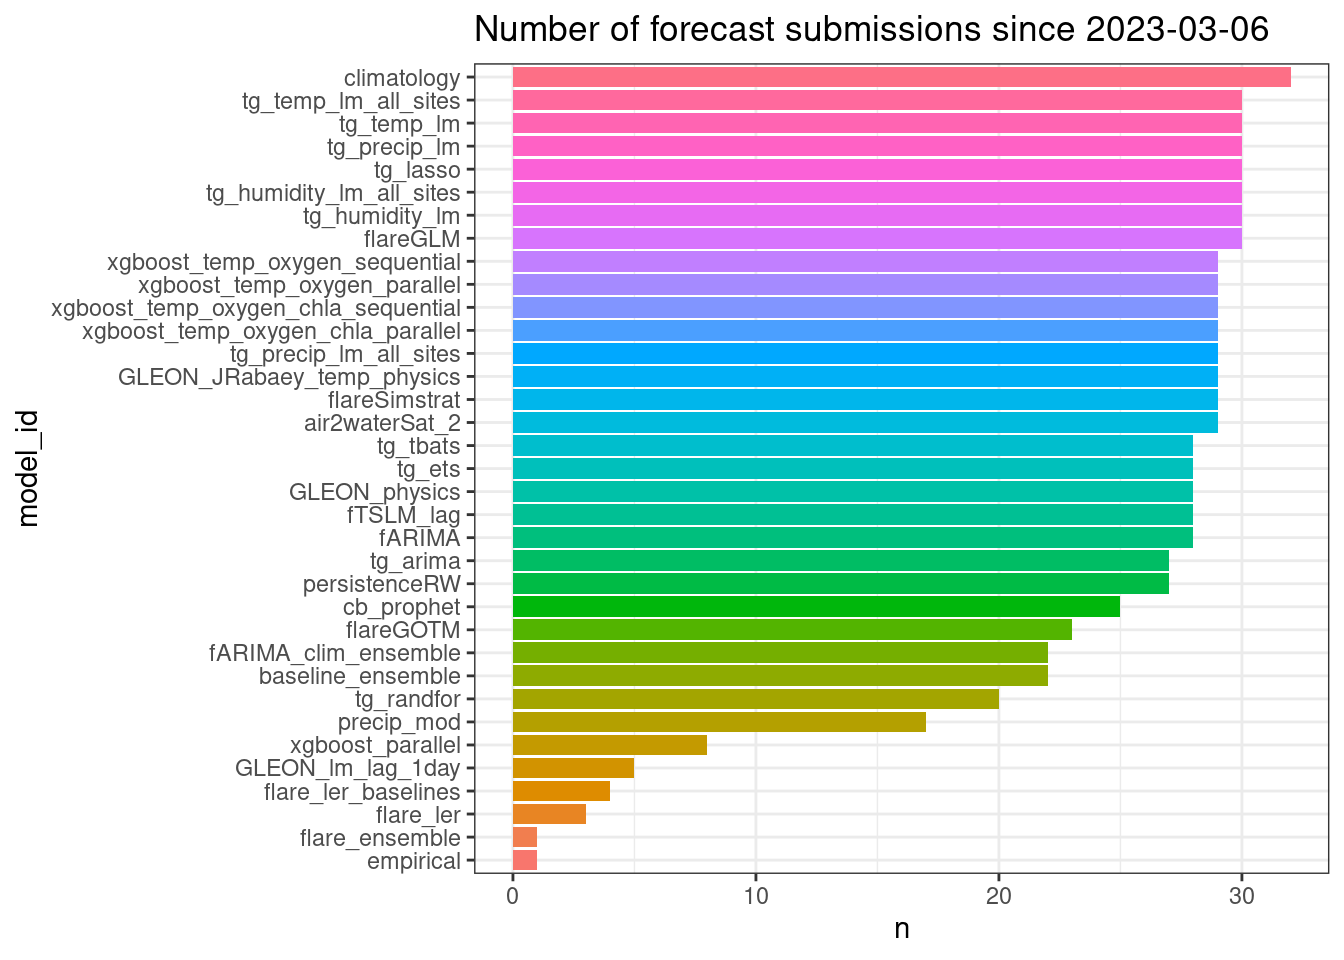 Number of forecast submissions since 2023-03-06
climatology
tg_temp_lm_all_sites
tg_temp_lm
tg_precip_lm
tg_lasso
tg_humidity_lm_all_sites
tg_humidity_lm
flareGLM
xgboost_temp_oxygen_sequential
xgboost_temp_oxygen_parallel
xgboost_temp_oxygen_chla_sequential
xgboost_temp_oxygen_chla_parallel
tg_precip_lm_all_sites
GLEON_JRabaey_temp_physics
flareSimstrat
air2waterSat_2
tg_tbats
tg_ets
GLEON_physics
fTSLM_lag
fARIMA
tg_arima
persistenceRW
cb_prophet
flareGOTM
fARIMA_clim_ensemble
baseline_ensemble
tg_randfor
precip_mod
xgboost_parallel
GLEON_lm_lag_1day
flare_ler_baselines
flare_ler
flare_ensemble
empirical
model_id
0 10 20 30
n